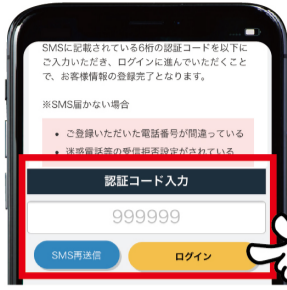 SMSに記載されている6桁の認証コードを以下に
ご入力いただき、ログインに進んでいただくこと
で、お客様情報の登録完了となります。
※SMS届かない場合
• ご登録いただいた電話番号が間違っている
• 迷惑電話等の受信拒否設定がされている
認証コード入力
999999
SMS再送信
ログイン